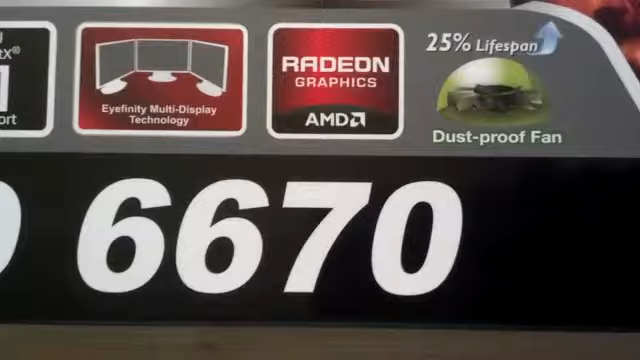 25% Lifespan
RADEON
GRAPHICS
AMD
Eyefinity Multi-Display
Technology
Dust-proof Fan
6670